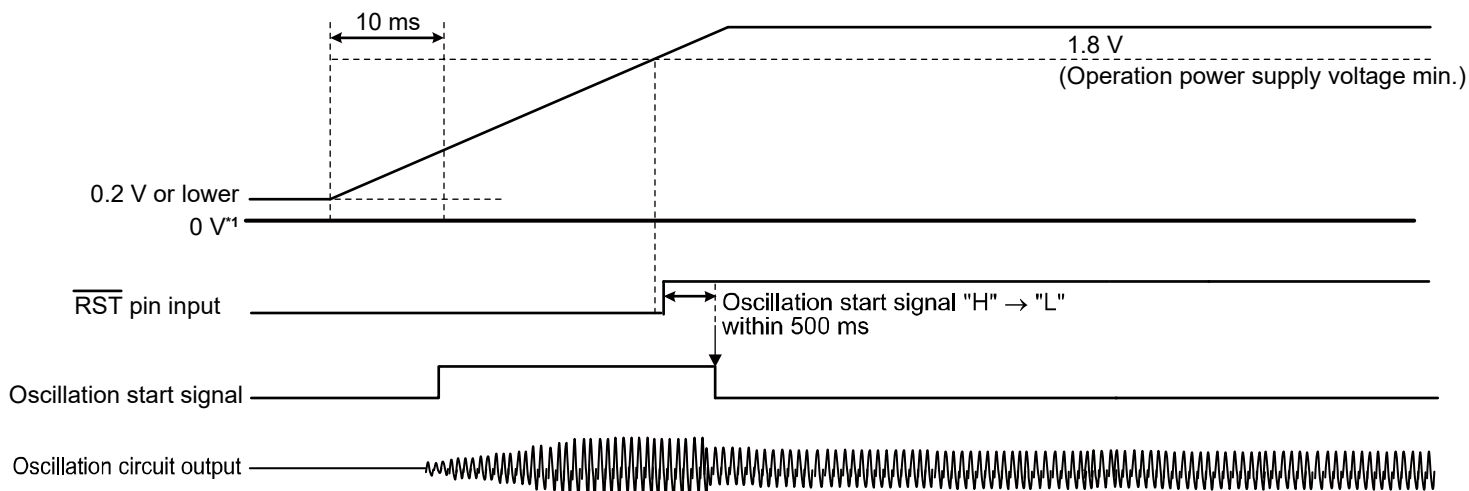 10 ms
1.8 V
(Operation power supply voltage min.)
0.2 V or lower
0 V*1
RST pin input
Oscillation start signal "H" → "L"
within 500 ms
Oscillation start signal
Oscillation circuit output